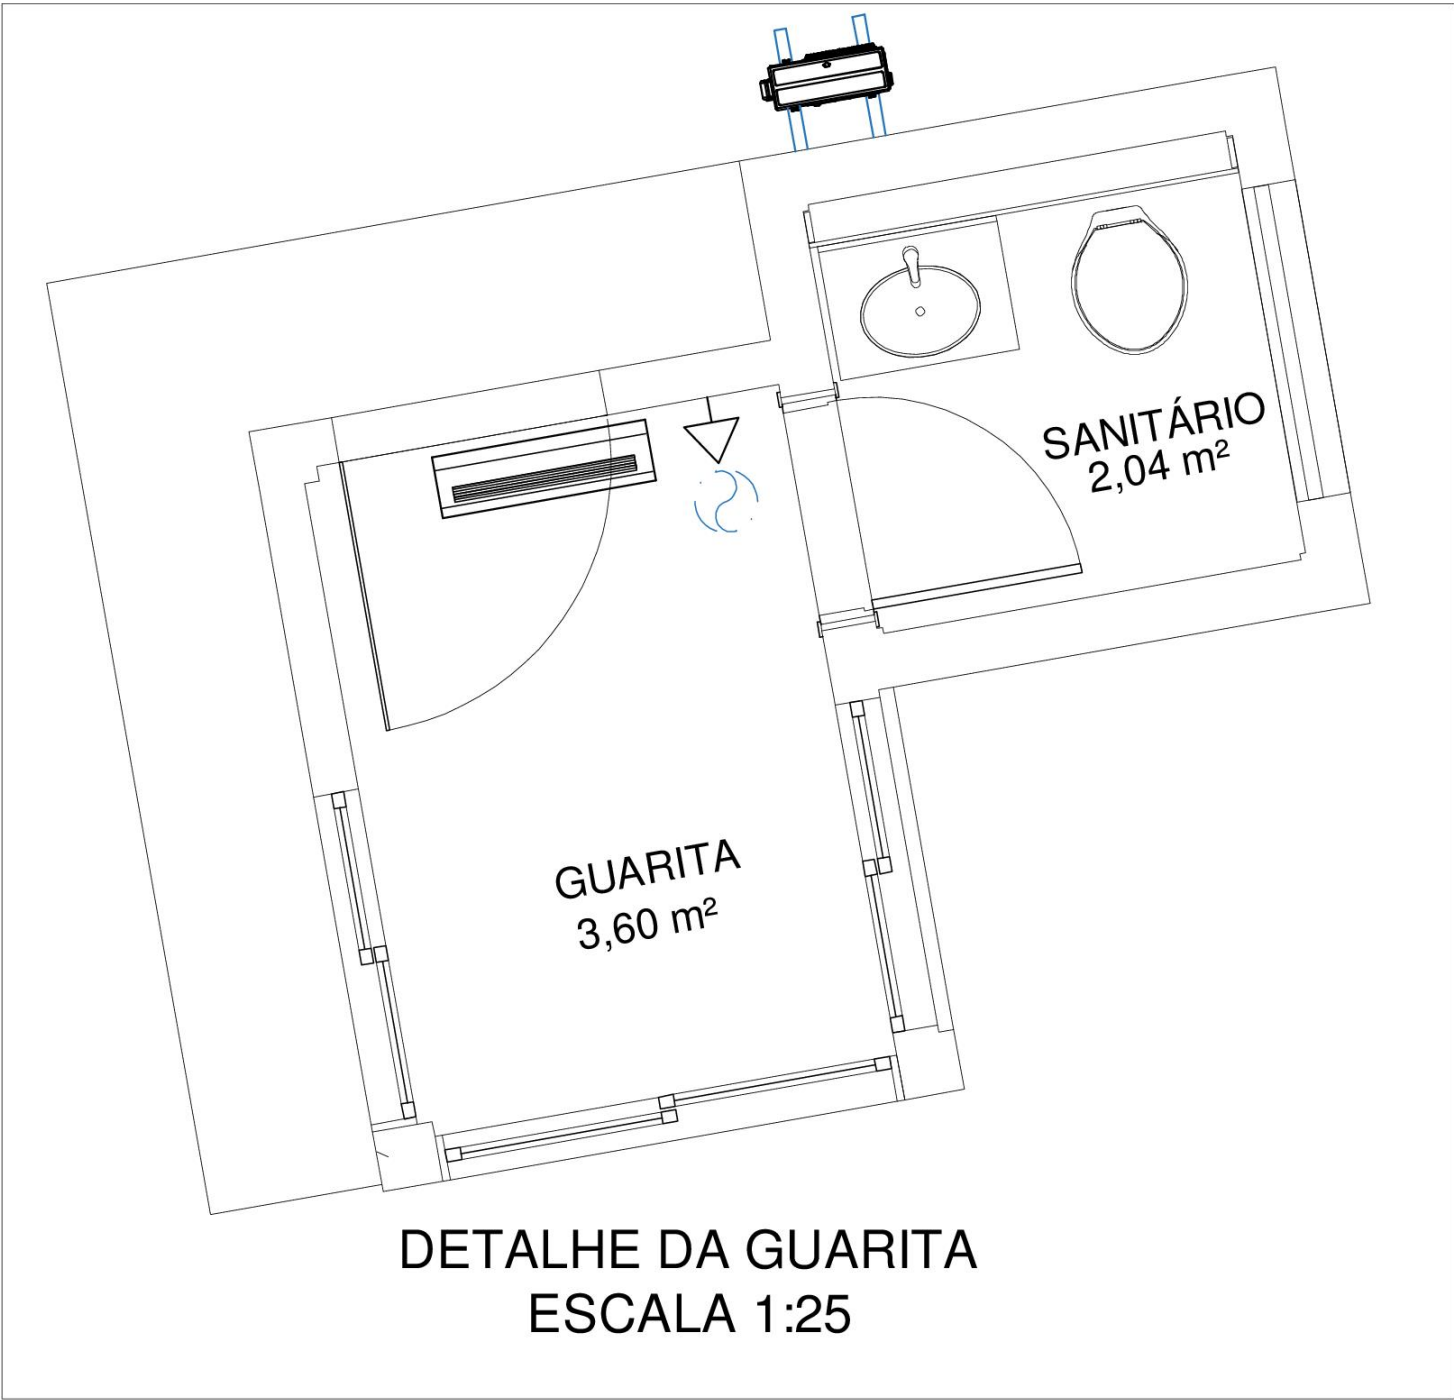 SANITÁRIO
2,04 m²
GUARITA
3,60 m²
DETALHE DA GUARITA
ESCALA 1:25